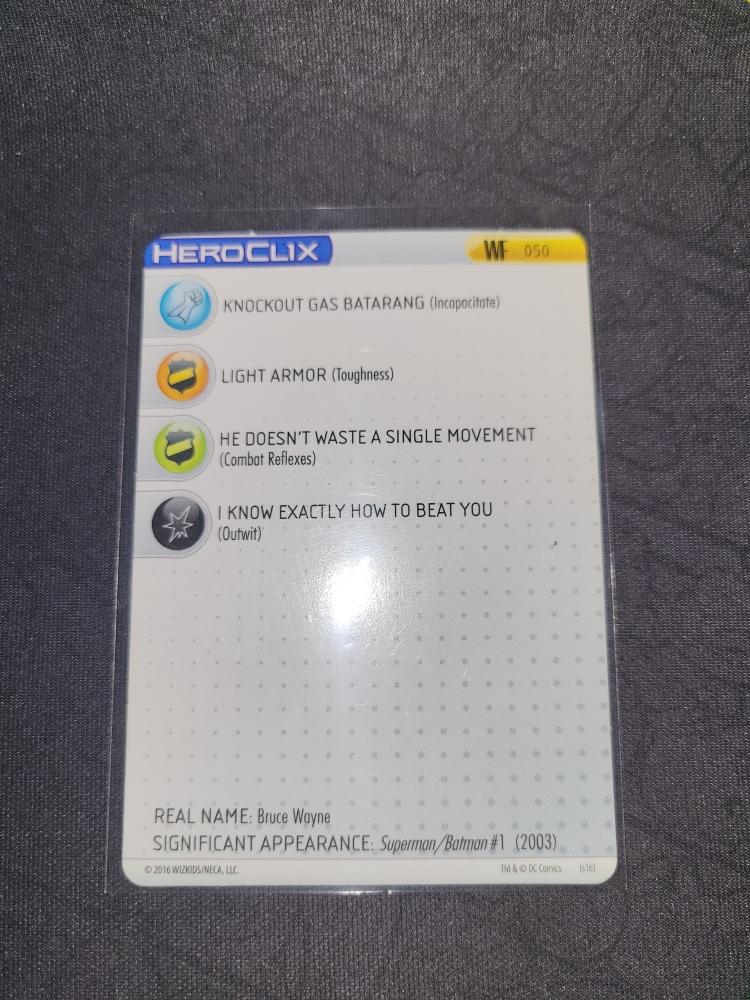 HEROCLIX WF 050
KNOCKOUT GAS BATARANG (Incapacitate)
LIGHT ARMOR (Toughness)
HE DOESN'T WASTE A SINGLE MOVEMENT
(Combat Reflexes)
I KNOW EXACTLY HOW TO BEAT YOU
(Outwit)
REAL NAME: Bruce Wayne
SIGNIFICANT APPEARANCE: Superman/Batman #1 (2003)
© 2016 WIZKIDS/NECA, LLC. TM & © DC Comics. (s16)